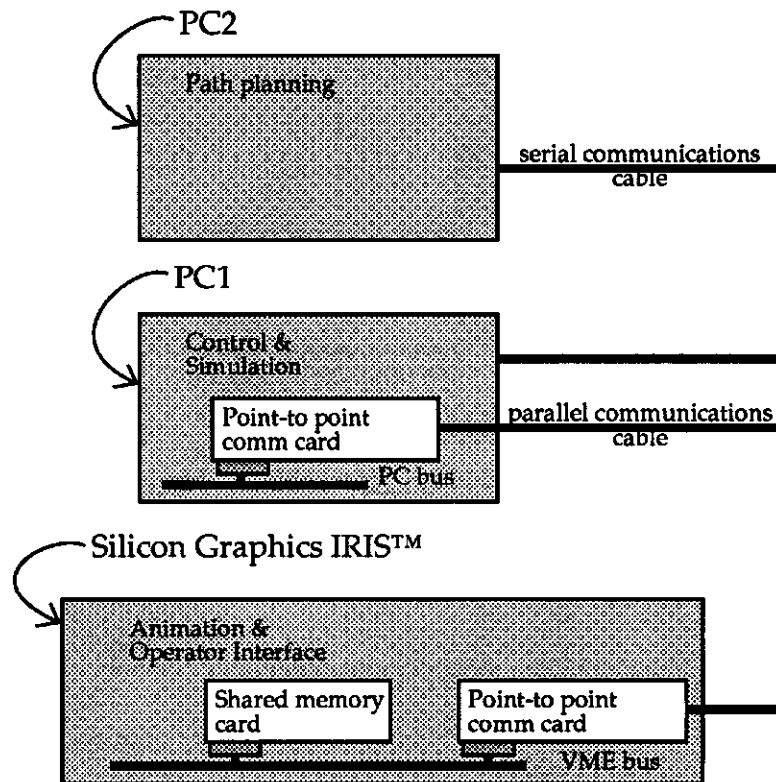 PC2
Path planning
serial communications
cable
PC1
Control &
Simulation
Point-to point
comm card
parallel communications
cable
PC bus
Silicon Graphics IRIS™
Animation &
Operator Interface
Shared memory
card
Point-to point
comm card
VME bus